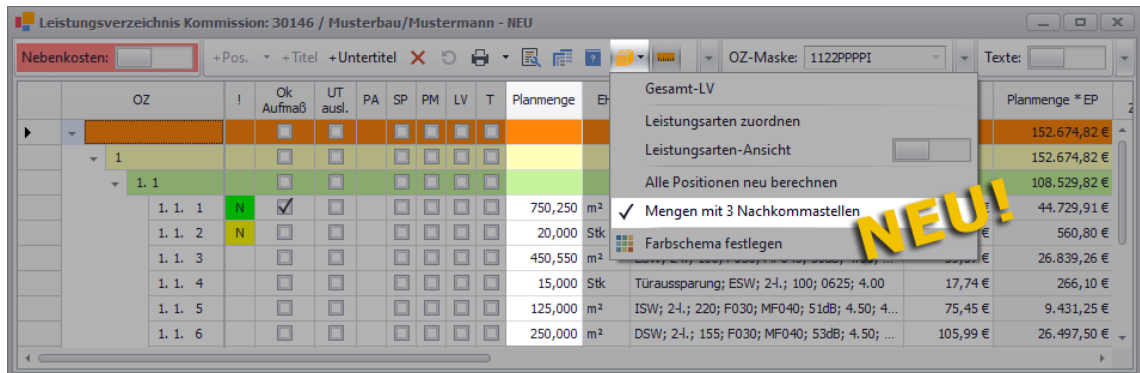 Leistungsverzeichnis Kommission: 30146 / Musterbau/Mustermann - NEU
Nebenkosten: +Pos. +Titel +Untertitel OZ-Maske: 1122PPPPI Texte:
OZ ! Ok Aufmaß UT ausl. PA SP PM LV T Planmenge Planmenge * EP
152.674,82 €
1 152.674,82 €
1. 1 108.529,82 €
1. 1. 1 N 750,250 m² 44.729,91 €
1. 1. 2 N 20,000 Stk 560,80 €
1. 1. 3 450,550 m² 26.839,26 €
1. 1. 4 15,000 Stk Türaussparung; ESW; 2-l.; 100; 0625; 4.00 17,74 € 266,10 €
1. 1. 5 125,000 m² ISW; 2-l.; 220; F030; MF040; 51dB; 4.50; 4... 75,45 € 9.431,25 €
1. 1. 6 250,000 m² DSW; 2-l.; 155; F030; MF040; 53dB; 4.50; ... 105,99 € 26.497,50 €
Gesamt-LV
Leistungsarten zuordnen
Leistungsarten-Ansicht
Alle Positionen neu berechnen
Mengen mit 3 Nachkommastellen
Farbschema festlegen
NEU!